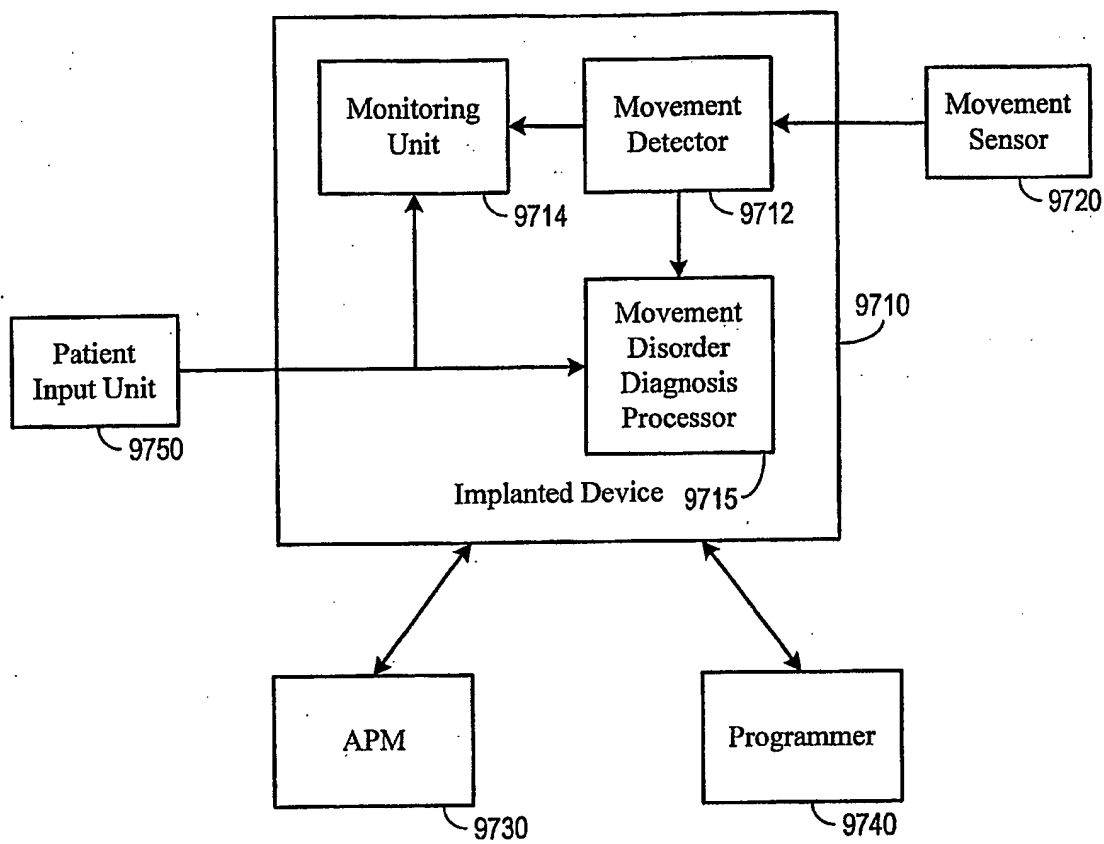 Monitoring
Unit
9714
Movement
Detector
9712
Movement
Sensor
9720
Patient
Input Unit
9750
Movement
Disorder
Diagnosis
Processor
9715
9710
Implanted Device
APM
9730
Programmer
9740